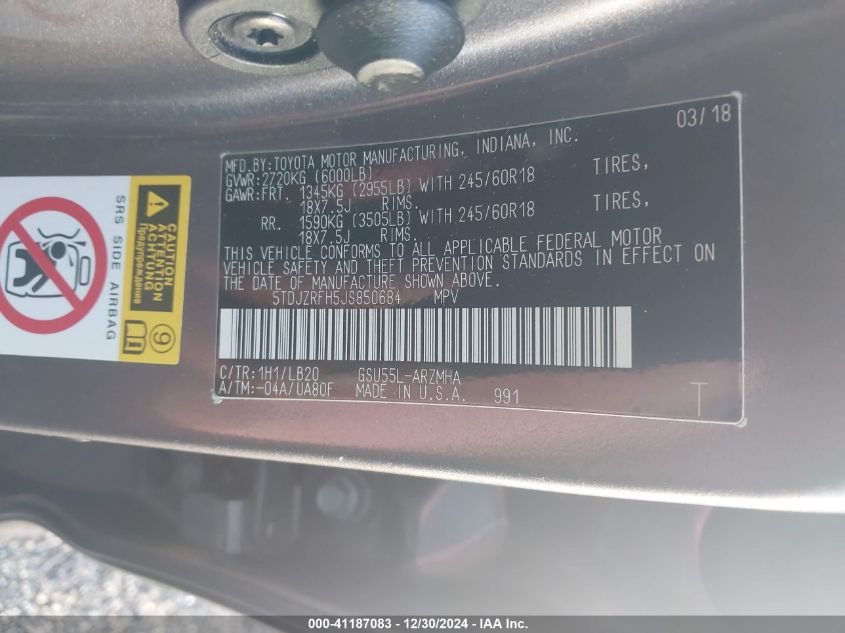 03/18
MFD.BY:TOYOTA MOTOR MANUFACTURING, INDIANA, INC.
GVWR:2720KG (6000LB)
GAWR:FRT. 1345KG (2955LB) WITH 245/60R18 TIRES,
18X7.5J RIMS.
RR. 1590KG (3505LB) WITH 245/60R18 TIRES,
18X7.5J RIMS.
THIS VEHICLE CONFORMS TO ALL APPLICABLE FEDERAL MOTOR
VEHICLE SAFETY AND THEFT PREVENTION STANDARDS IN EFFECT ON
THE DATE OF MANUFACTURE SHOWN ABOVE.
5TDJZRFH5JS850684 MPV
C/TR:1H1/LB20 GSU55L-ARZMHA
A/TM:-04A/UA80F MADE IN U.S.A. 991 T
SRS SIDE AIRBAG
CAUTION
ATTENTION
ACHTUNG
Предупреждение
9
000-41187083 - 12/30/2024 - IAA Inc.